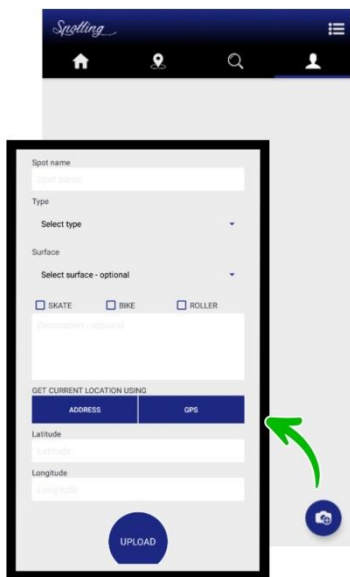 Spotting
Spot name
Spot name
Type
Select type
Surface
Select surface - optional
SKATE BIKE ROLLER
Description - optional
GET CURRENT LOCATION USING
ADDRESS GPS
Latitude
Latitude
Longitude
Longitude
UPLOAD